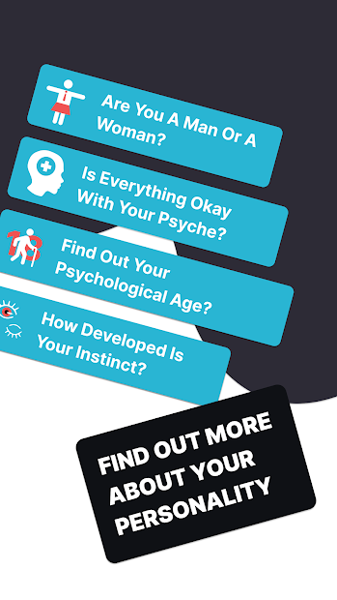 Are You A Man Or A
Woman?
Is Everything Okay
With Your Psyche?
Find Out Your
Psychological Age?
How Developed Is
Your Instinct?
FIND OUT MORE
ABOUT YOUR
PERSONALITY